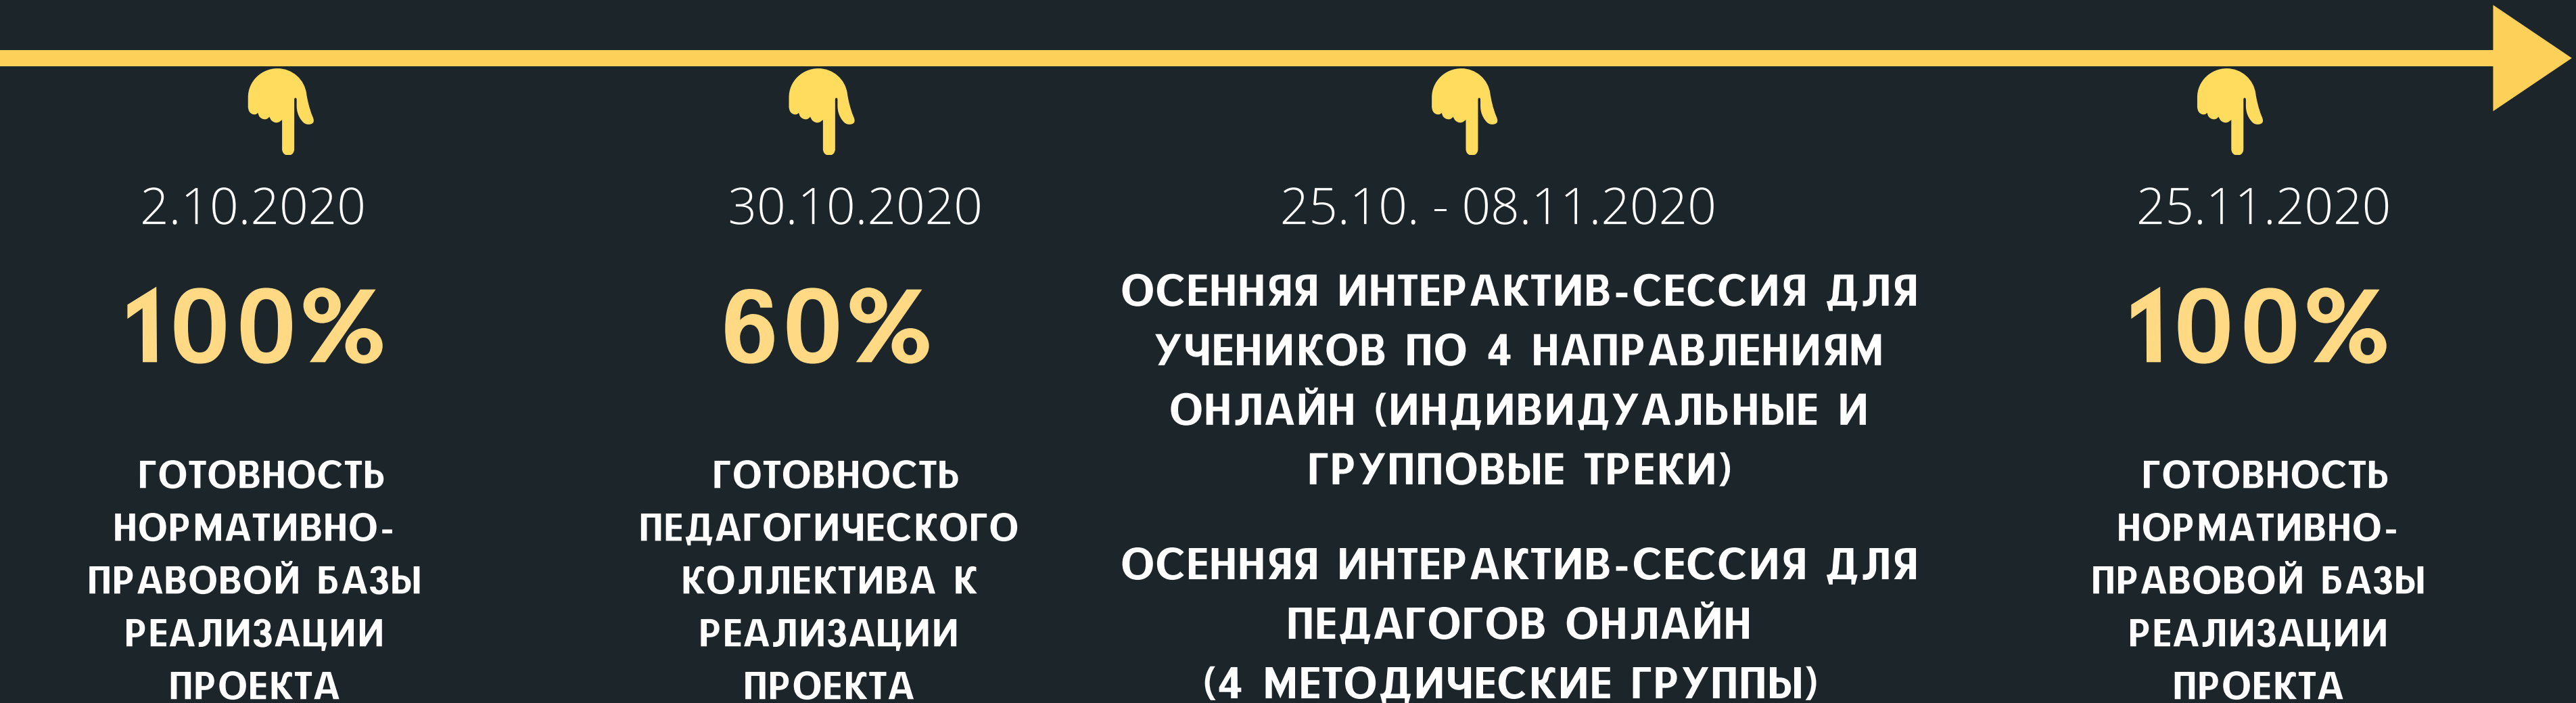 2.10.2020
100%
ГОТОВНОСТЬ
НОРМАТИВНО-
ПРАВОВОЙ БАЗЫ
РЕАЛИЗАЦИИ
ПРОЕКТА
30.10.2020
60%
ГОТОВНОСТЬ
ПЕДАГОГИЧЕСКОГО
КОЛЛЕКТИВА К
РЕАЛИЗАЦИИ
ПРОЕКТА
25.10. - 08.11.2020
ОСЕННЯЯ ИНТЕРАКТИВ-СЕССИЯ ДЛЯ
УЧЕНИКОВ ПО 4 НАПРАВЛЕНИЯМ
ОНЛАЙН (ИНДИВИДУАЛЬНЫЕ И
ГРУППОВЫЕ ТРЕКИ)
ОСЕННЯЯ ИНТЕРАКТИВ-СЕССИЯ ДЛЯ
ПЕДАГОГОВ ОНЛАЙН
(4 МЕТОДИЧЕСКИЕ ГРУППЫ)
25.11.2020
100%
ГОТОВНОСТЬ
НОРМАТИВНО-
ПРАВОВОЙ БАЗЫ
РЕАЛИЗАЦИИ
ПРОЕКТА